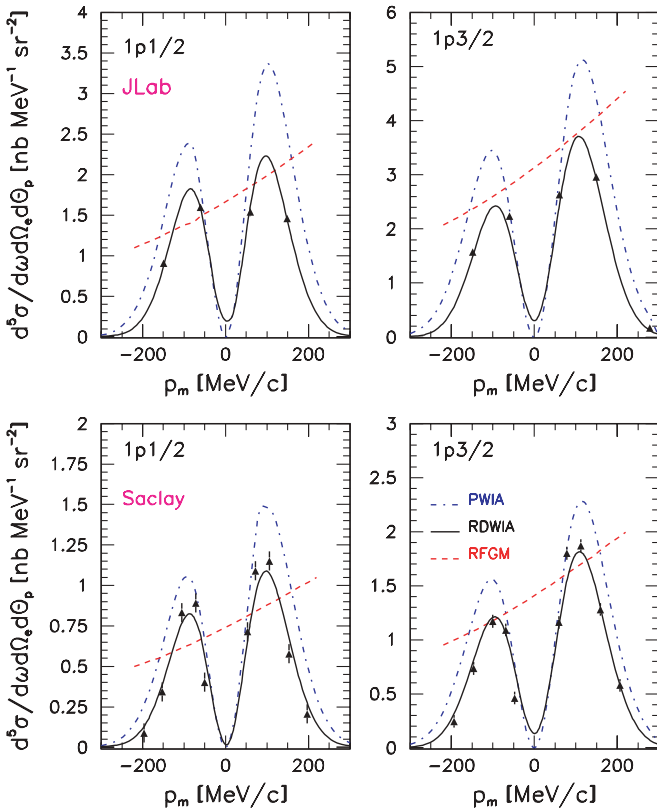 1p1/2
JLab
d⁵σ/dωdΩₑdΘₚ [nb MeV⁻¹ sr⁻²]
4
3.5
3
2.5
2
1.5
1
0.5
0
−200 0 200
pₘ [MeV/c]
1p3/2
6
5
4
3
2
1
0
−200 0 200
pₘ [MeV/c]
1p1/2
Saclay
d⁵σ/dωdΩₑdΘₚ [nb MeV⁻¹ sr⁻²]
2
1.75
1.5
1.25
1
0.75
0.5
0.25
0
−200 0 200
pₘ [MeV/c]
1p3/2
PWIA
RDWIA
RFGM
3
2.5
2
1.5
1
0.5
0
−200 0 200
pₘ [MeV/c]